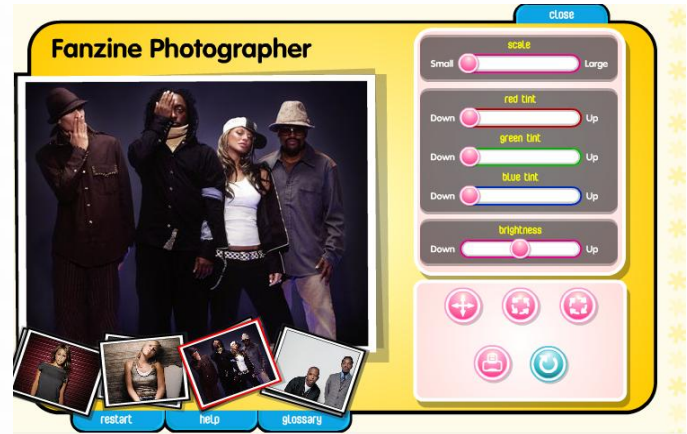 close
Fanzine Photographer
scale
Small Large
red tint
Down Up
green tint
Down Up
blue tint
Down Up
brightness
Down Up
restart help glossary